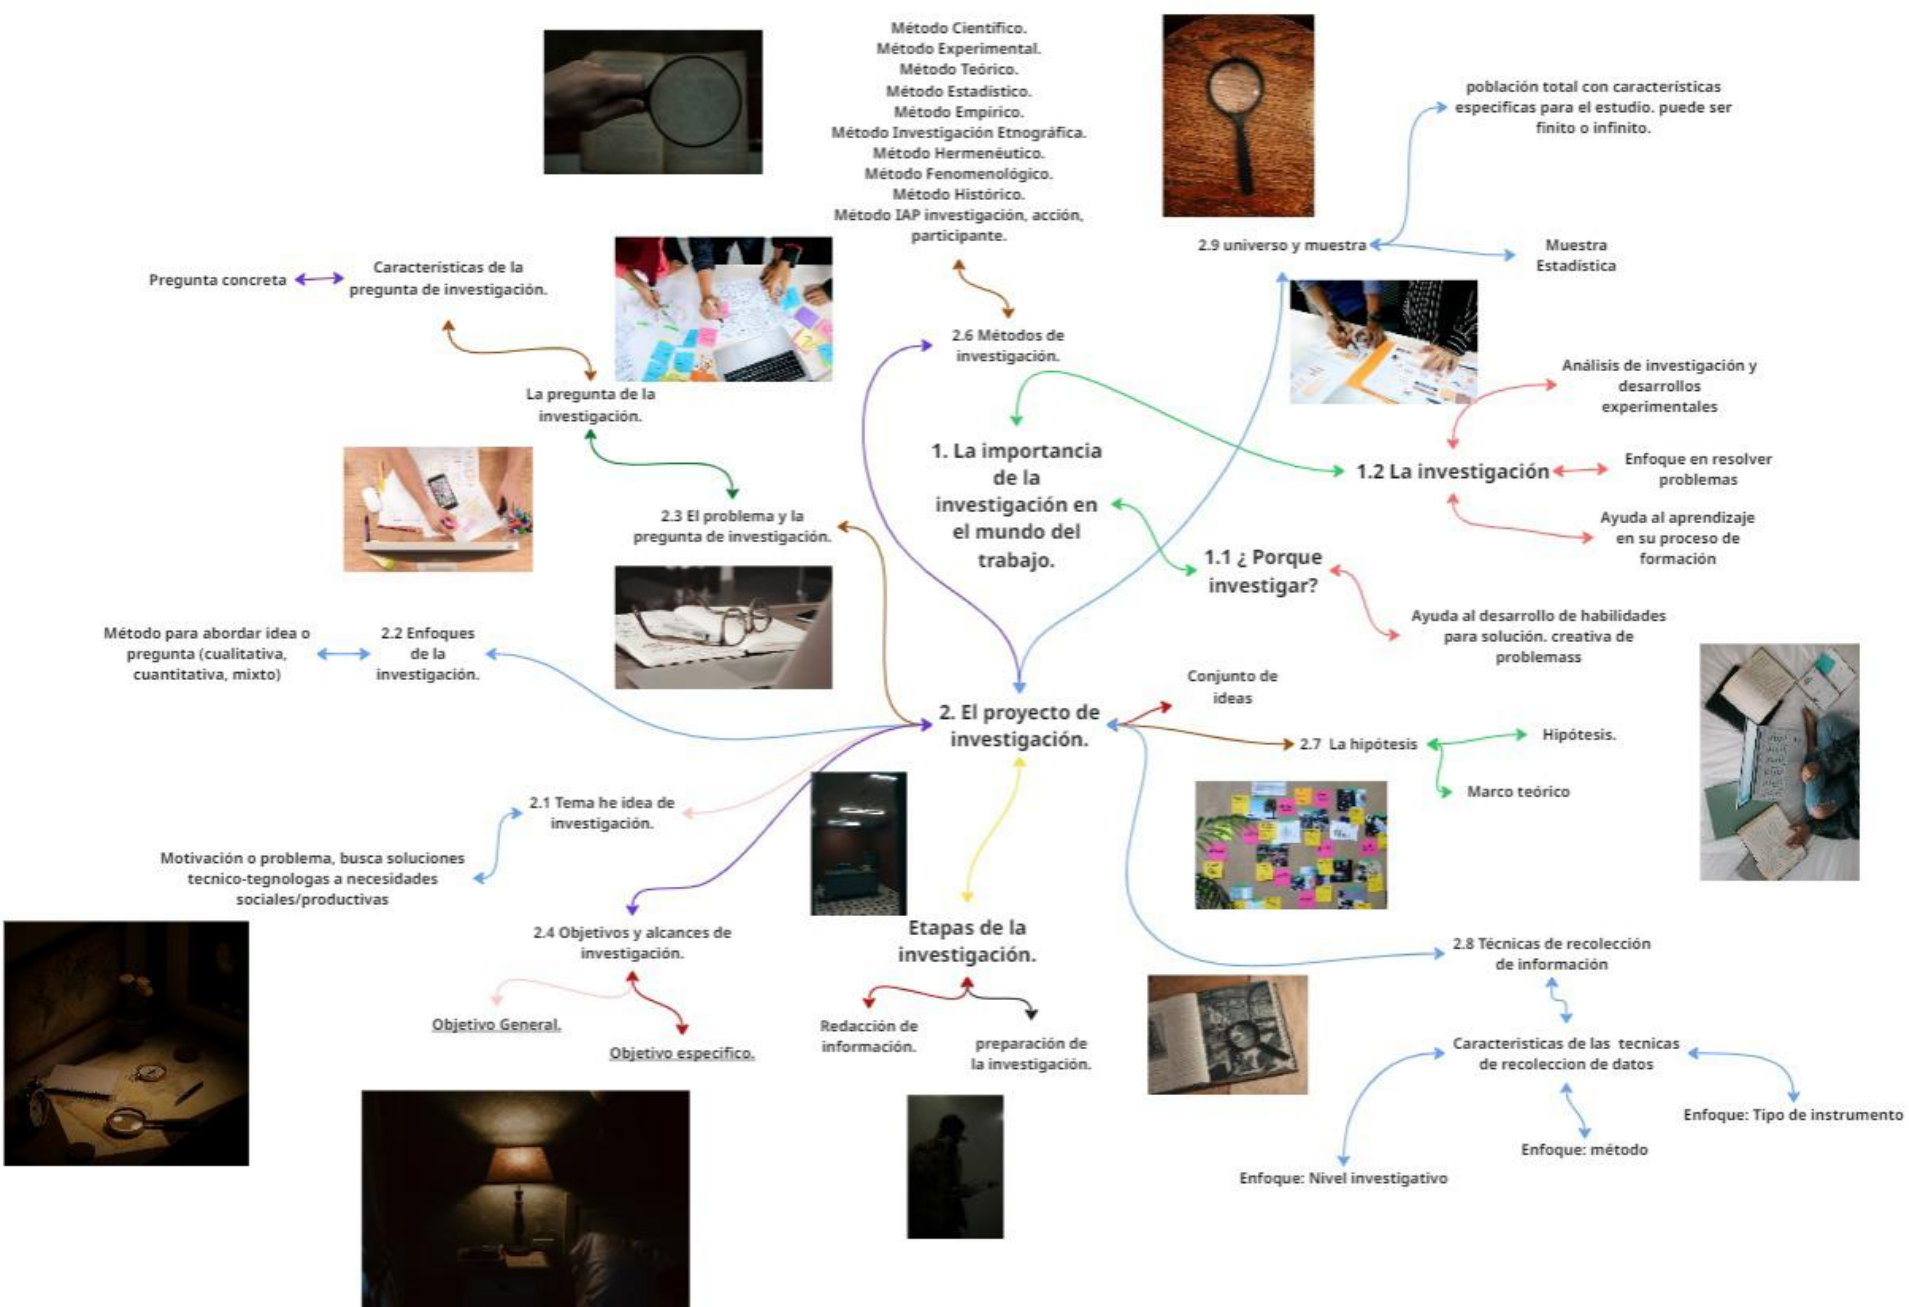 Método Científico.
Método Experimental.
Método Teórico.
Método Estadístico.
Método Empírico.
Método Investigación Etnográfica.
Método Hermenéutico.
Método Fenomenológico.
Método Histórico.
Método IAP investigación, acción,
participante.
población total con características
especificas para el estudio. puede ser
finito o infinito.
2.9 universo y muestra
Muestra
Estadística
Pregunta concreta
Características de la
pregunta de investigación.
2.6 Métodos de
investigación.
La pregunta de la
investigación.
Análisis de investigación y
desarrollos
experimentales
1. La importancia
de la
investigación en
el mundo del
trabajo.
1.2 La investigación
Enfoque en resolver
problemas
Ayuda al aprendizaje
en su proceso de
formación
2.3 El problema y la
pregunta de investigación.
1.1 ¿ Porque
investigar?
Ayuda al desarrollo de habilidades
para solución. creativa de
problemass
Método para abordar idea o
pregunta (cualitativa,
cuantitativa, mixto)
2.2 Enfoques
de la
investigación.
Conjunto de
ideas
2. El proyecto de
investigación.
2.7 La hipótesis
Hipótesis.
Marco teórico
2.1 Tema he idea de
investigación.
Motivación o problema, busca soluciones
tecnico-tegnologas a necesidades
sociales/productivas
2.4 Objetivos y alcances de
investigación.
Objetivo General.
Objetivo especifico.
Etapas de la
investigación.
Redacción de
información.
preparación de
la investigación.
2.8 Técnicas de recolección
de información
Caracteristicas de las tecnicas
de recoleccion de datos
Enfoque: Tipo de instrumento
Enfoque: método
Enfoque: Nivel investigativo